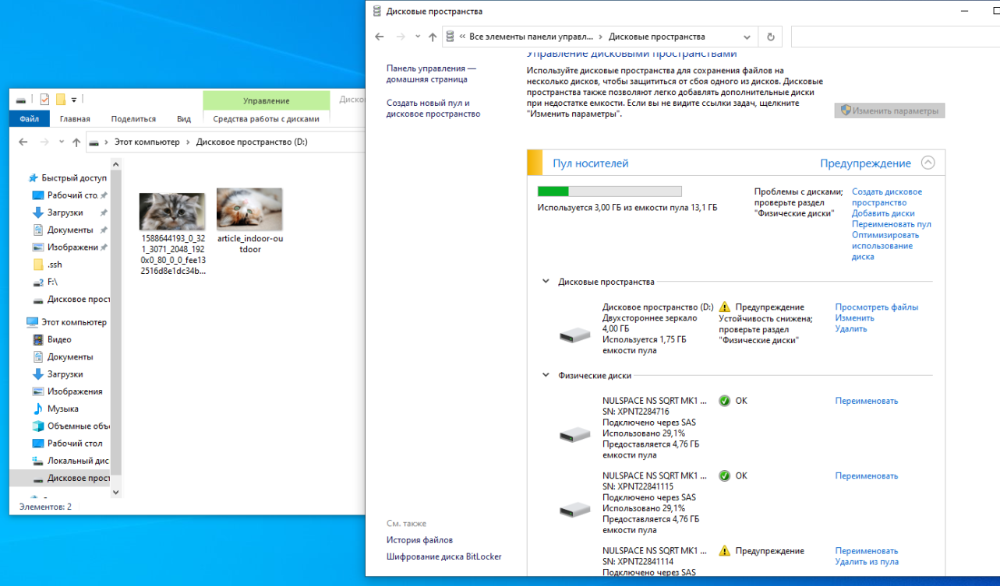 Управление
Диско
Файл
Главная
Поделиться
Вид
Средства работы с дисками
Этот компьютер
Дисковое пространство (D:)
Быстрый доступ
Рабочий сто
Загрузки
Документы
Изображени
.ssh
F:\
Дисковое прост
Этот компьютер
Видео
Документы
Загрузки
Изображения
Музыка
Объемные объ
Рабочий стол
Локальный дис
Дисковое прост
1588644193_0_32
1_3071_2048_192
0x0_80_0_0_fee13
2516d8e1dc34b...
article_indoor-ou
tdoor
Элементов: 2
Дисковые пространства
« Все элементы панели управл... › Дисковые пространства
Панель управления —
домашняя страница
Создать новый пул и
дисковое пространство
См. также
История файлов
Шифрование диска BitLocker
Управление дисковыми пространствами
Используйте дисковые пространства для сохранения файлов на
несколько дисков, чтобы защититься от сбоя одного из дисков. Дисковые
пространства также позволяют легко добавлять дополнительные диски
при недостатке емкости. Если вы не видите ссылки задач, щелкните
"Изменить параметры".
Изменить параметры
Пул носителей
Предупреждение
Используется 3,00 ГБ из емкости пула 13,1 ГБ
Проблемы с дисками;
проверьте раздел
"Физические диски"
Создать дисковое
пространство
Добавить диски
Переименовать пул
Оптимизировать
использование
диска
Дисковые пространства
Дисковое пространство (D:)
Двухстороннее зеркало
4,00 ГБ
Используется 1,75 ГБ
емкости пула
Предупреждение
Устойчивость снижена;
проверьте раздел
"Физические диски"
Просмотреть файлы
Изменить
Удалить
Физические диски
NULSPACE NS SQRT MK1 ...
SN: XPNT2284716
Подключено через SAS
Использовано 29,1%
Предоставляется 4,76 ГБ
емкости пула
OK
Переименовать
NULSPACE NS SQRT MK1 ...
SN: XPNT22841115
Подключено через SAS
Использовано 29,1%
Предоставляется 4,76 ГБ
емкости пула
OK
Переименовать
NULSPACE NS SQRT MK1 ...
SN: XPNT22841114
Подключено через SAS
Предупреждение
Переименовать
Удалить из пула